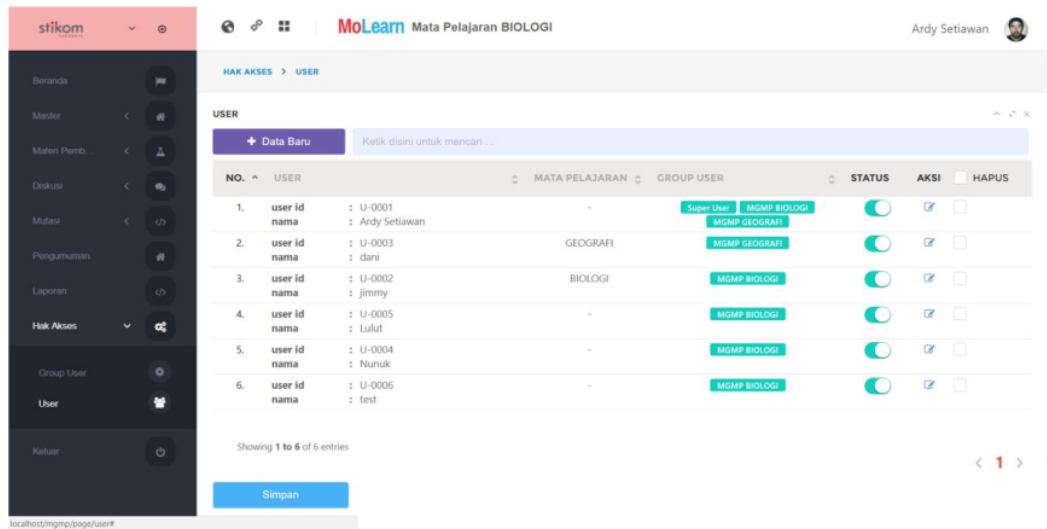 stikom
MoLearn Mata Pelajaran BIOLOGI
Ardy Setiawan
HAK AKSES > USER
Beranda
Master
Materi Pemb...
Diskusi
Mutasi
Pengumuman
Laporan
Hak Akses
Group User
User
Keluar
USER
+ Data Baru
Ketik disini untuk mencari ...
NO. USER MATA PELAJARAN GROUP USER STATUS AKSI HAPUS
1. user id : U-0001 - Super User MGMP BIOLOGI
nama : Ardy Setiawan MGMP GEOGRAFI
2. user id : U-0003 GEOGRAFI MGMP GEOGRAFI
nama : dani
3. user id : U-0002 BIOLOGI MGMP BIOLOGI
nama : jimmy
4. user id : U-0005 - MGMP BIOLOGI
nama : Lulut
5. user id : U-0004 - MGMP BIOLOGI
nama : Nunuk
6. user id : U-0006 - MGMP BIOLOGI
nama : test
Showing 1 to 6 of 6 entries
< 1 >
Simpan
localhost/mgmp/page/user#